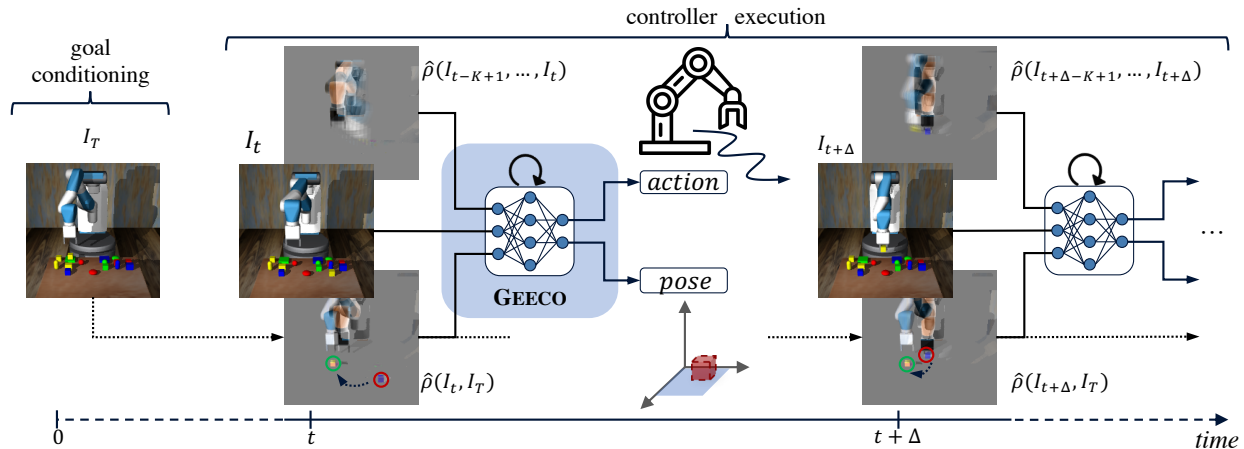 controller execution
goal
conditioning
ρ̂(I_{t−K+1}, … , I_t)
ρ̂(I_{t+Δ−K+1}, … , I_{t+Δ})
I_T
I_t
I_{t+Δ}
action
GEECO
pose
…
ρ̂(I_t, I_T)
ρ̂(I_{t+Δ}, I_T)
0
t
t + Δ
time